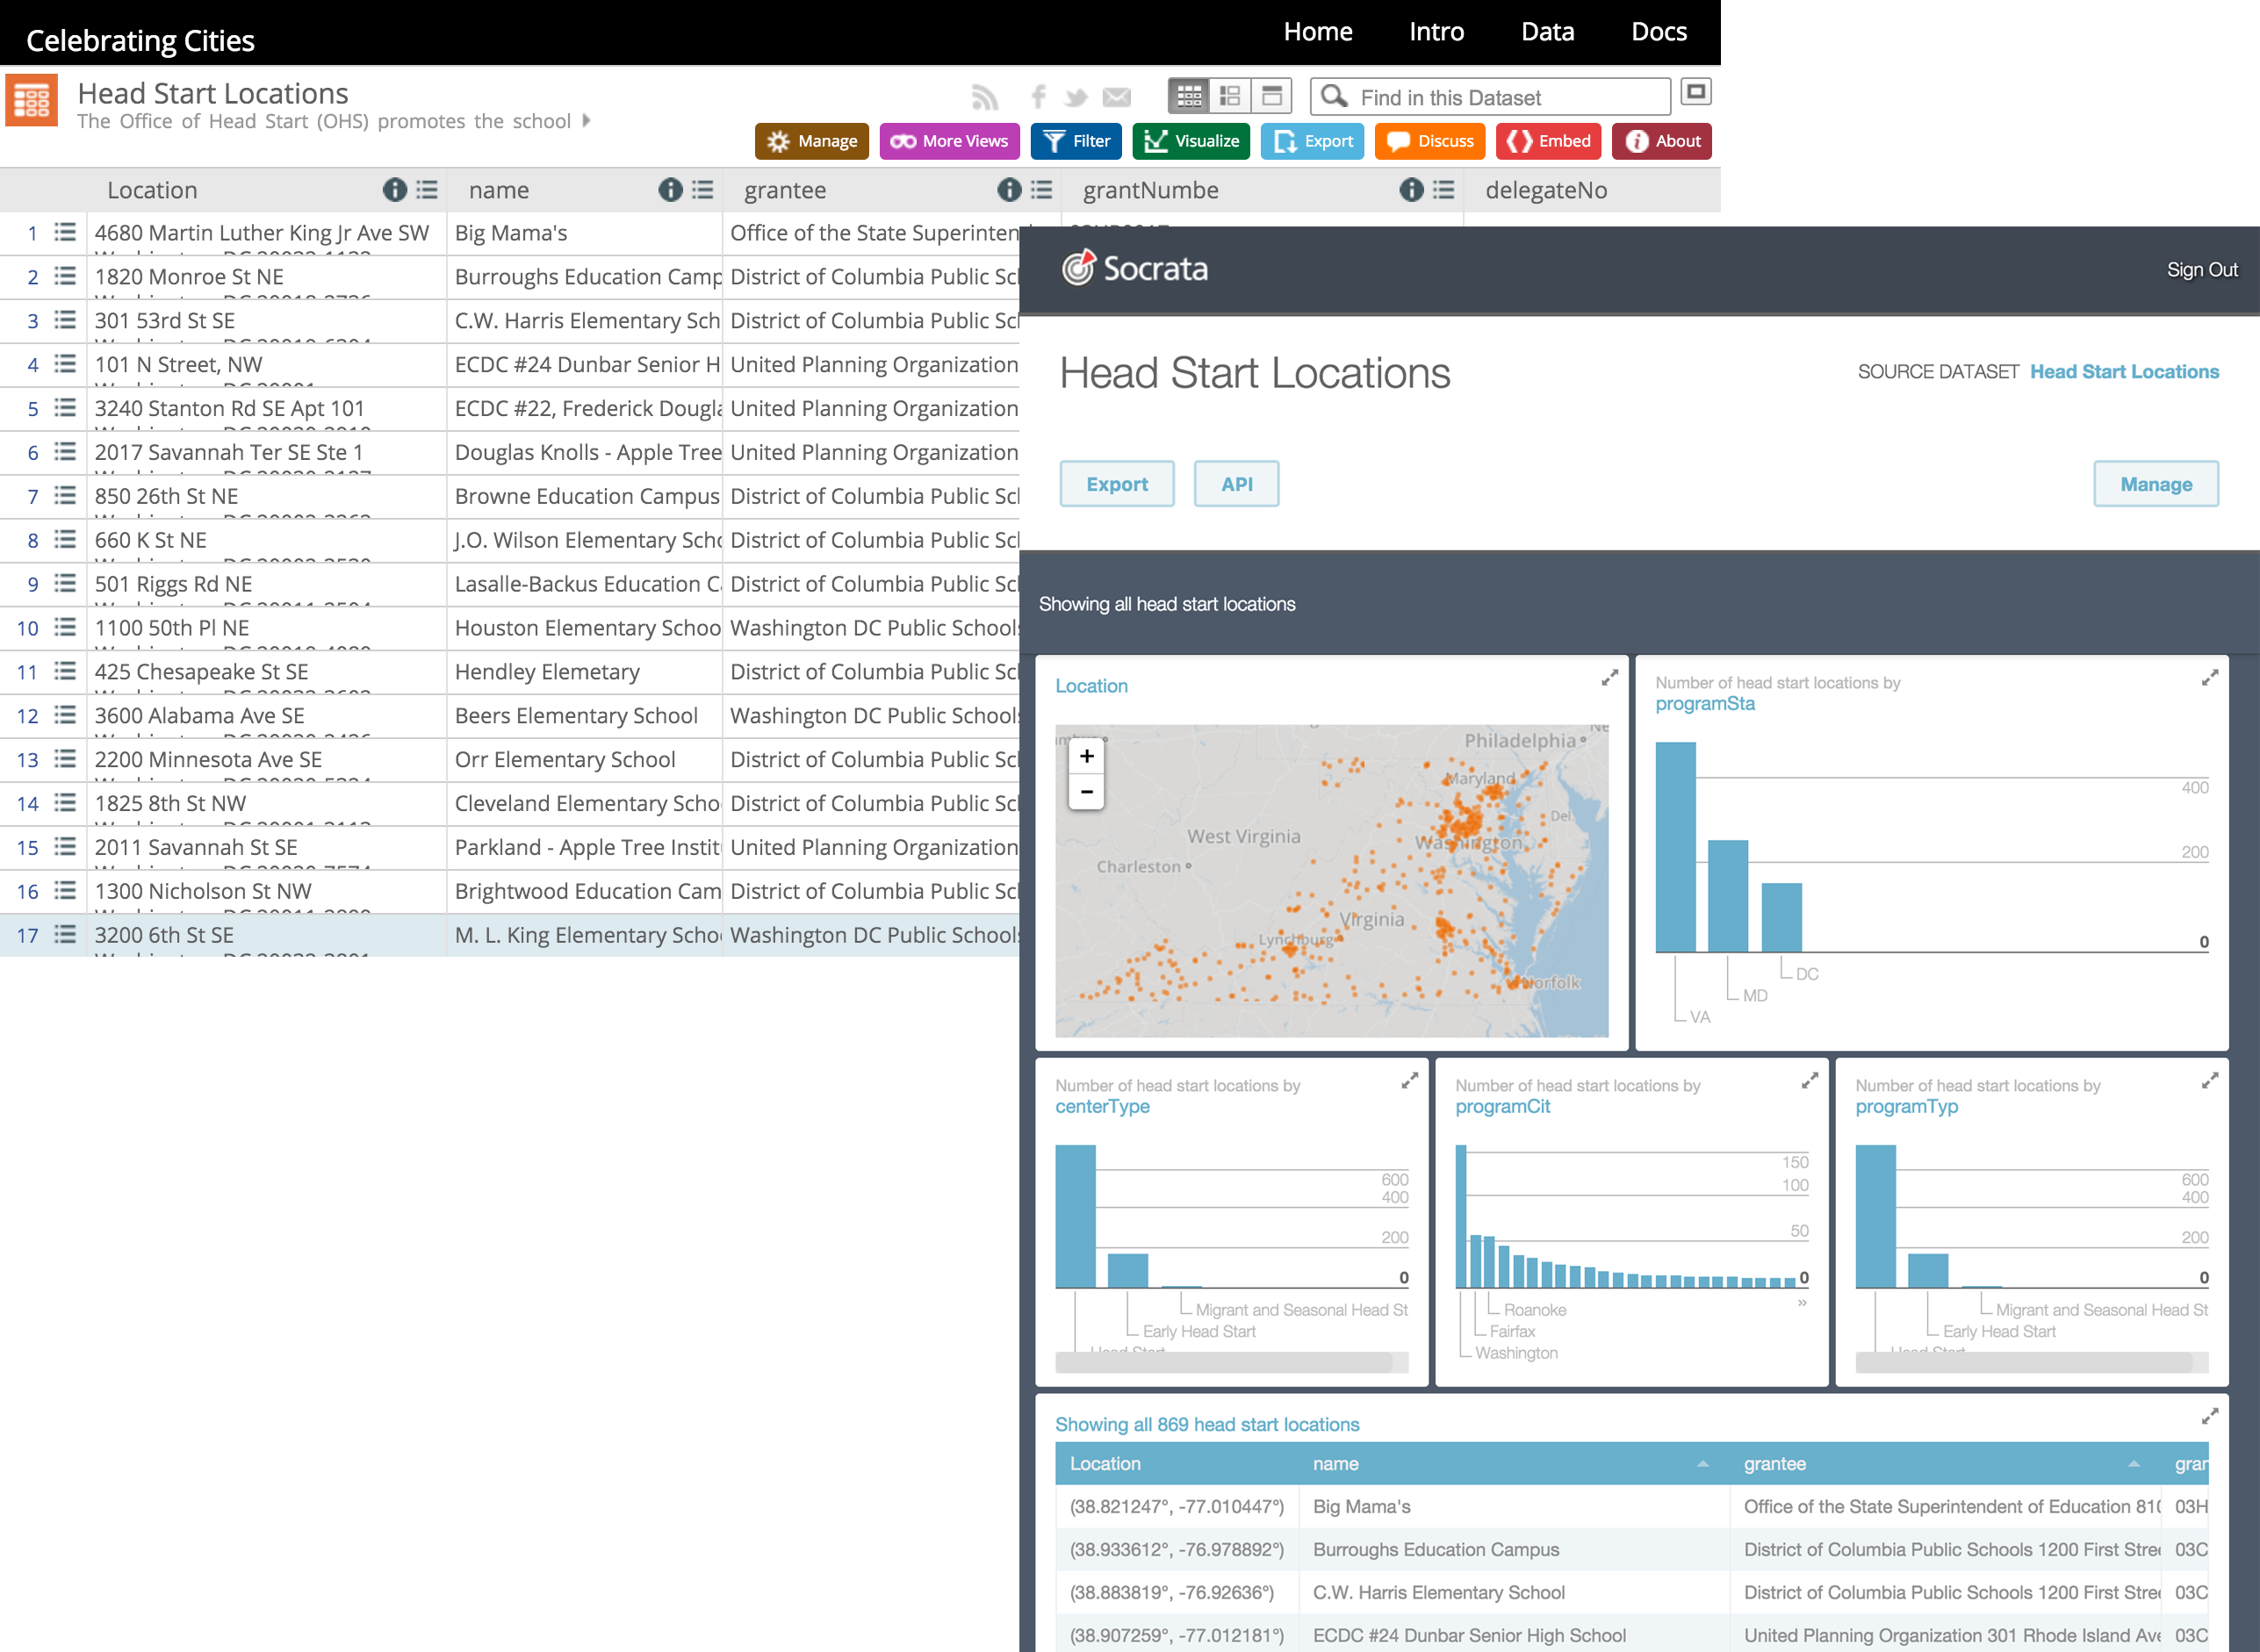 Celebrating Cities
Home Intro Data Docs
Head Start Locations
The Office of Head Start (OHS) promotes the school
Find in this Dataset
Manage More Views Filter Visualize Export Discuss Embed About
Location name grantee grantNumbe delegateNo
1 4680 Martin Luther King Jr Ave SW Big Mama's Office of the State Superinten
2 1820 Monroe St NE Burroughs Education Camp District of Columbia Public Sc
3 301 53rd St SE C.W. Harris Elementary Sch District of Columbia Public Sc
4 101 N Street, NW ECDC #24 Dunbar Senior H United Planning Organization
5 3240 Stanton Rd SE Apt 101 ECDC #22, Frederick Dougla United Planning Organization
6 2017 Savannah Ter SE Ste 1 Douglas Knolls - Apple Tree United Planning Organization
7 850 26th St NE Browne Education Campus District of Columbia Public Sc
8 660 K St NE J.O. Wilson Elementary Scho District of Columbia Public Sc
9 501 Riggs Rd NE Lasalle-Backus Education C District of Columbia Public Sc
10 1100 50th Pl NE Houston Elementary Schoo Washington DC Public Schools
11 425 Chesapeake St SE Hendley Elemetary District of Columbia Public Sc
12 3600 Alabama Ave SE Beers Elementary School Washington DC Public Schools
13 2200 Minnesota Ave SE Orr Elementary School District of Columbia Public Sc
14 1825 8th St NW Cleveland Elementary Scho District of Columbia Public Sc
15 2011 Savannah St SE Parkland - Apple Tree Instit United Planning Organization
16 1300 Nicholson St NW Brightwood Education Cam District of Columbia Public Sc
17 3200 6th St SE M. L. King Elementary Scho Washington DC Public Schools
Socrata
Sign Out
Head Start Locations
SOURCE DATASET Head Start Locations
Export API Manage
Showing all head start locations
Location
+
−
Philadelphia
Maryland
Del.
West Virginia
Washington
Charleston
Virginia
Lynchburg
Norfolk
Number of head start locations by
programSta
400
200
0
DC
MD
VA
Number of head start locations by
centerType
600
400
200
0
Migrant and Seasonal Head St
Early Head Start
Head Start
Number of head start locations by
programCit
150
100
50
0
»
Roanoke
Fairfax
Washington
Number of head start locations by
programTyp
600
400
200
0
Migrant and Seasonal Head St
Early Head Start
Head Start
Showing all 869 head start locations
Location name grantee gran
(38.821247°, -77.010447°) Big Mama's Office of the State Superintendent of Education 810 03H
(38.933612°, -76.978892°) Burroughs Education Campus District of Columbia Public Schools 1200 First Stree 03C
(38.883819°, -76.92636°) C.W. Harris Elementary School District of Columbia Public Schools 1200 First Stree 03C
(38.907259°, -77.012181°) ECDC #24 Dunbar Senior High School United Planning Organization 301 Rhode Island Ave 03C